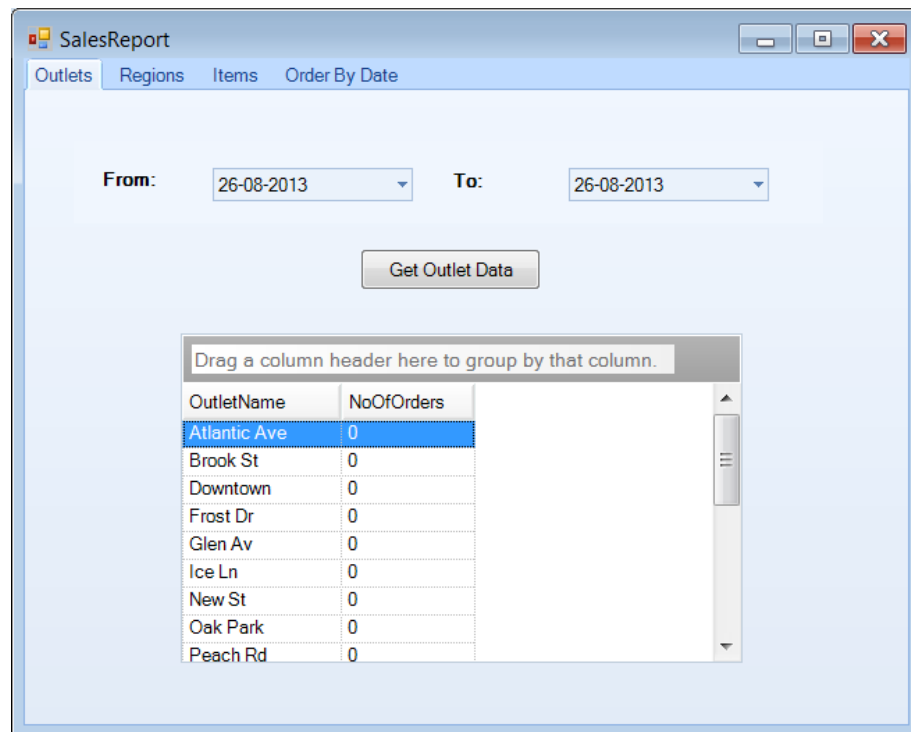 SalesReport
Outlets Regions Items Order By Date
From: 26-08-2013 To: 26-08-2013
Get Outlet Data
Drag a column header here to group by that column.
OutletName NoOfOrders
Atlantic Ave 0
Brook St 0
Downtown 0
Frost Dr 0
Glen Av 0
Ice Ln 0
New St 0
Oak Park 0
Peach Rd 0